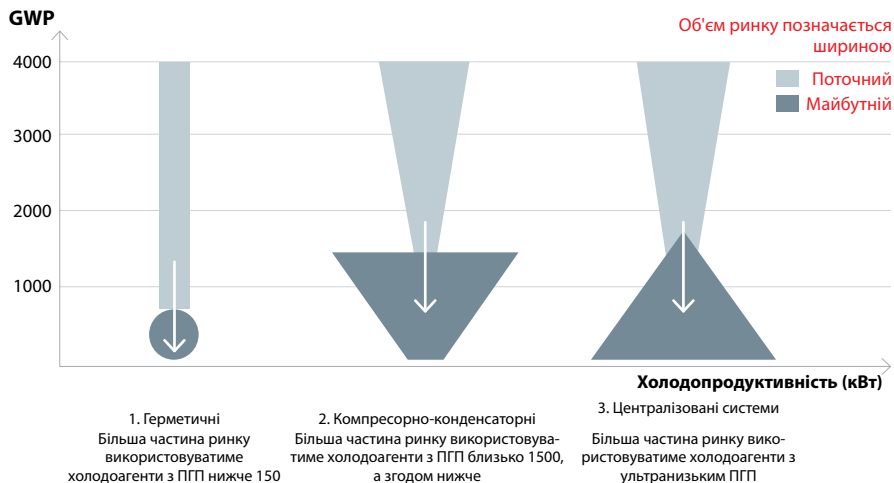 GWP
Об'єм ринку позначається
шириною
Поточний
Майбутній
4000
3000
2000
1000
Холодопродуктивність (кВт)
1. Герметичні
Більша частина ринку
використовуватиме
холодоагенти з ПГП нижче 150
2. Компресорно-конденсаторні
Більша частина ринку використовува-
тиме холодоагенти з ПГП близько 1500,
а згодом нижче
3. Централізовані системи
Більша частина ринку вико-
ристовуватиме холодоагенти з
ультранизьким ПГП